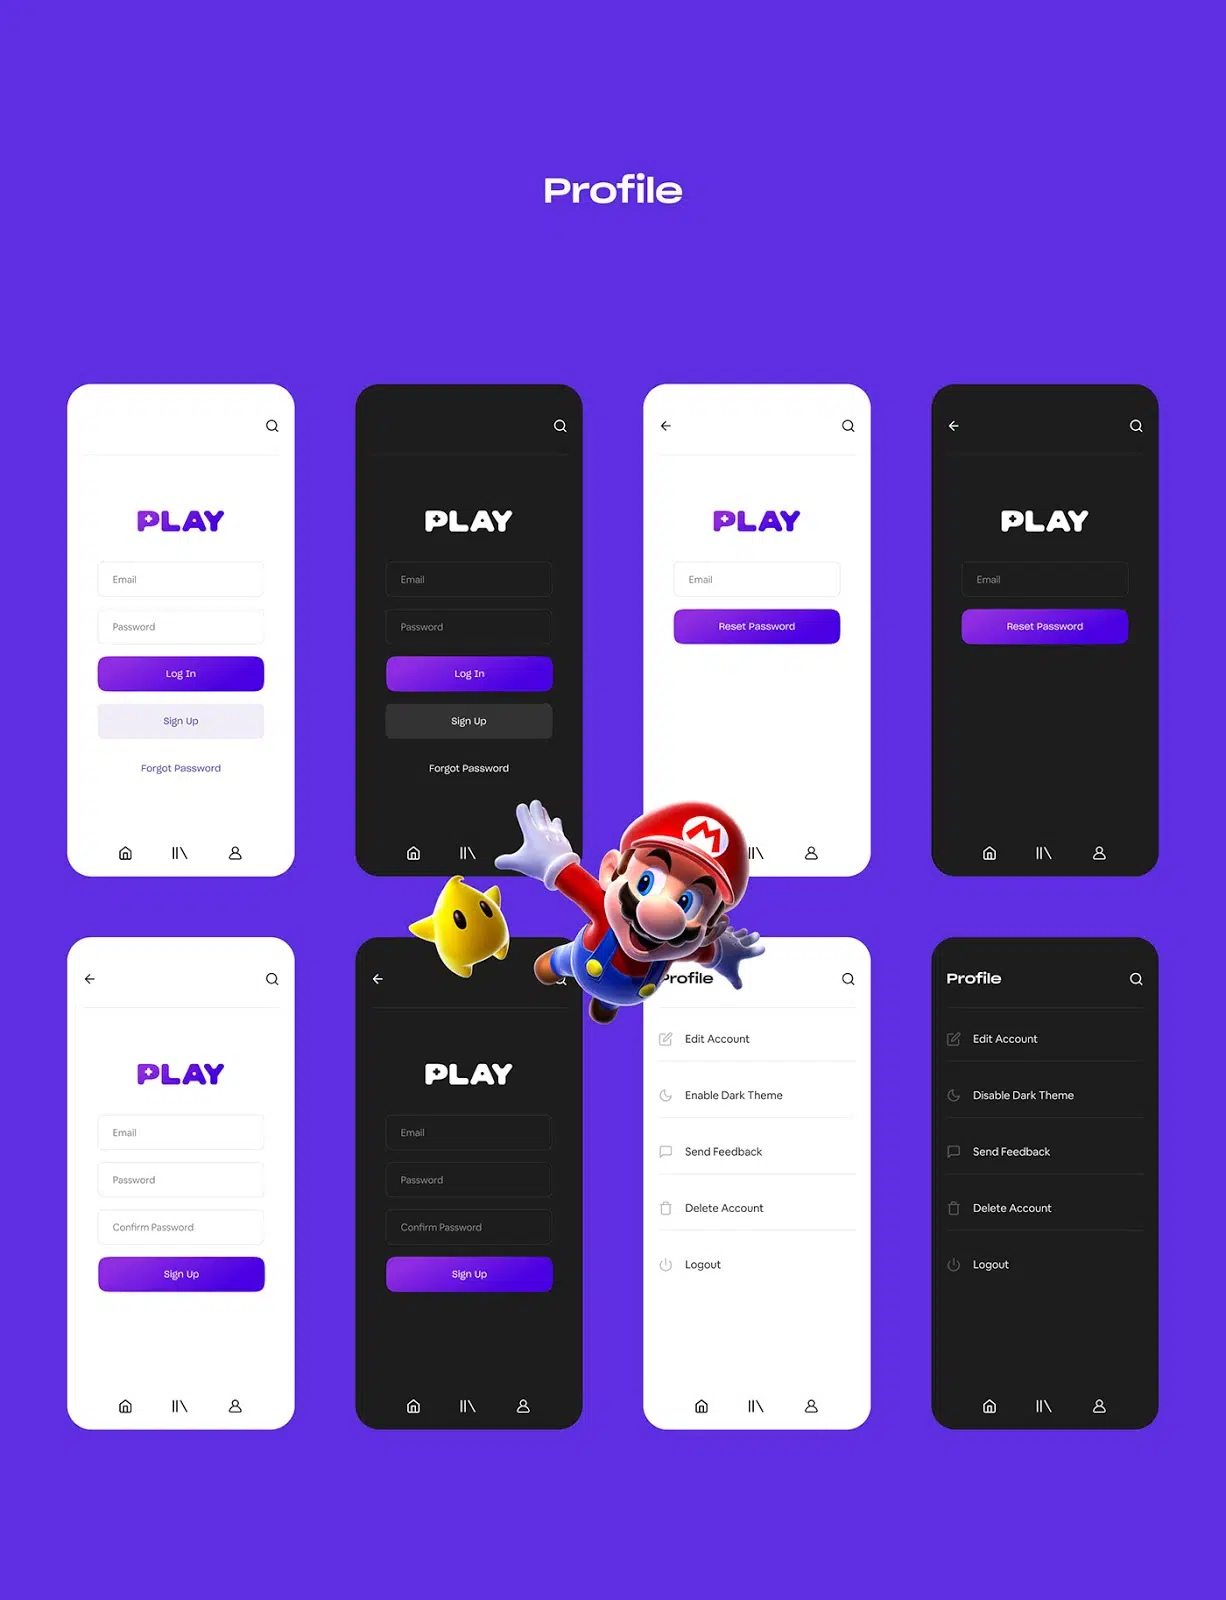 Profile
PLAY
Email
Password
Log In
Sign Up
Forgot Password
PLAY
Email
Password
Log In
Sign Up
Forgot Password
PLAY
Email
Reset Password
PLAY
Email
Reset Password
M
PLAY
Email
Password
Confirm Password
Sign Up
PLAY
Email
Password
Confirm Password
Sign Up
Profile
Edit Account
Enable Dark Theme
Send Feedback
Delete Account
Logout
Profile
Edit Account
Disable Dark Theme
Send Feedback
Delete Account
Logout